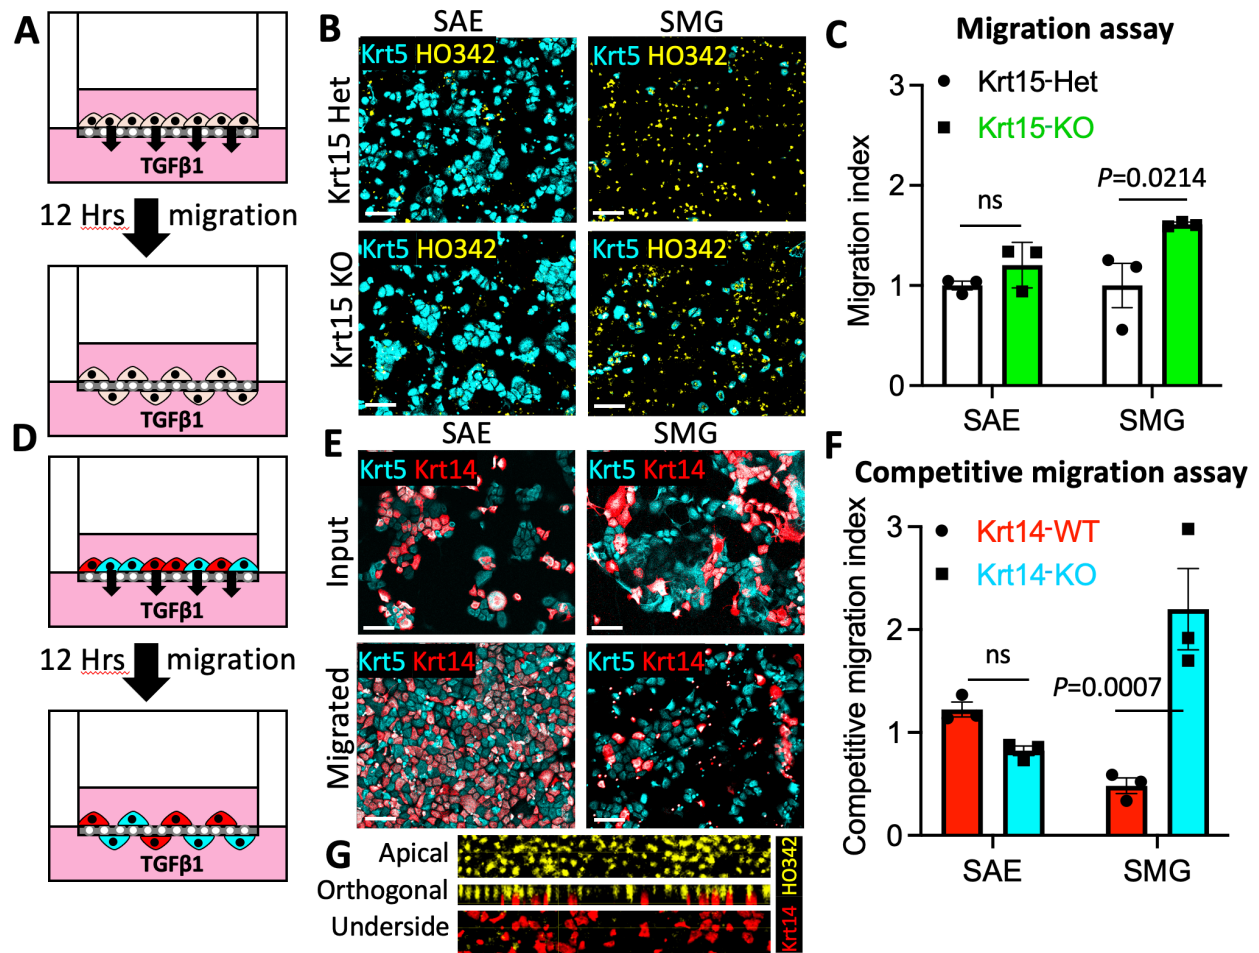 A
TGFβ1
12 Hrs migration
TGFβ1
B
SAE SMG
Krt15 Het
Krt5 HO342
Krt5 HO342
Krt15 KO
Krt5 HO342
Krt5 HO342
C
Migration assay
Krt15-Het
Krt15-KO
Migration index
3
2
1
0
ns
P=0.0214
SAE SMG
D
TGFβ1
12 Hrs migration
TGFβ1
E
SAE SMG
Input
Krt5 Krt14
Krt5 Krt14
Migrated
Krt5 Krt14
Krt5 Krt14
F
Competitive migration assay
Krt14-WT
Krt14-KO
Competitive migration index
3
2
1
0
ns
P=0.0007
SAE SMG
G
Apical
Orthogonal
Underside
Krt14 HO342